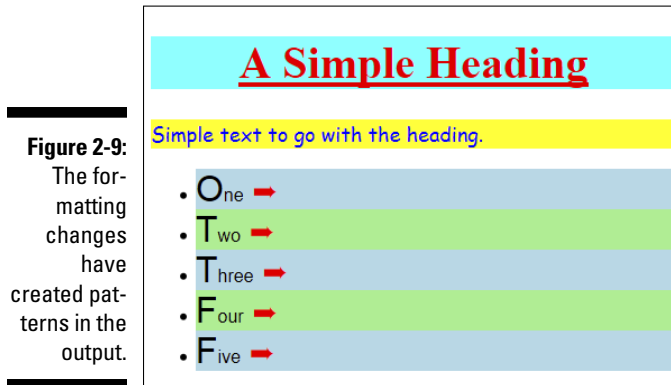 A Simple Heading
Simple text to go with the heading.
• One ➡
• Two ➡
• Three ➡
• Four ➡
• Five ➡
Figure 2-9:
The for-
matting
changes
have
created pat-
terns in the
output.